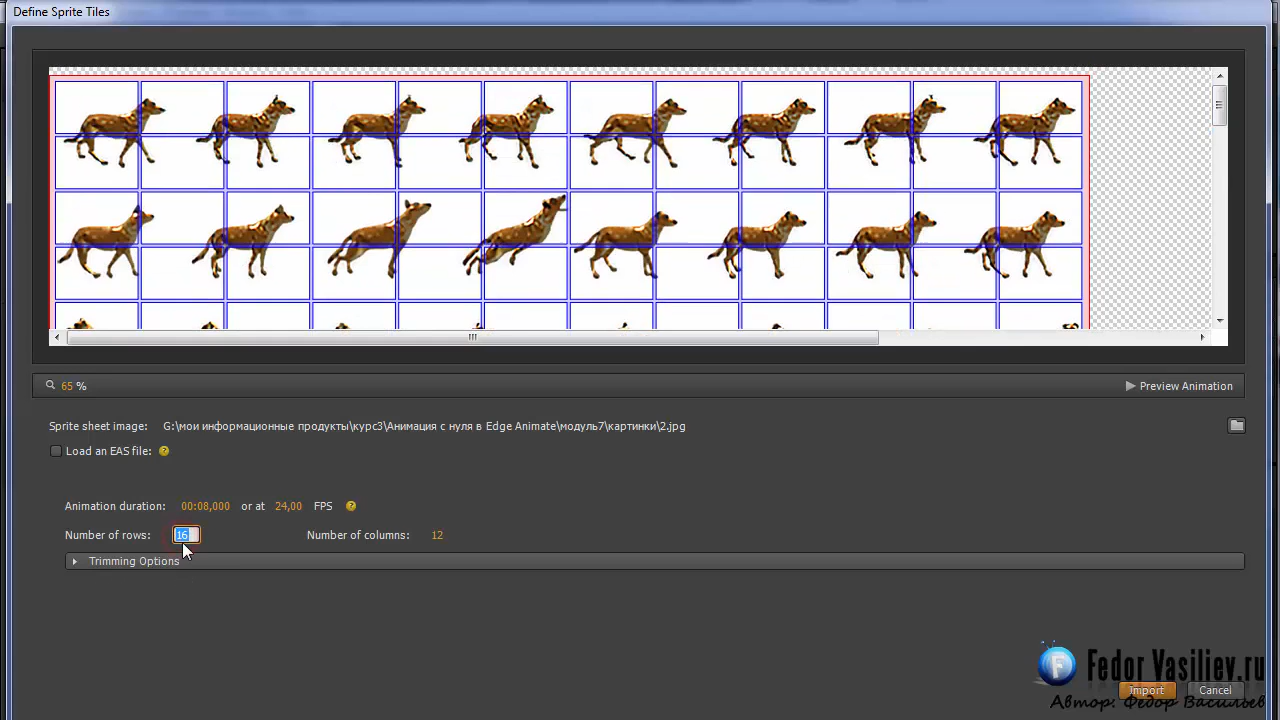 Define Sprite Tiles
65 %
Preview Animation
Sprite sheet image: G:\мои информационные продукты\курс3\Анимация с нуля в Edge Animate\модуль7\картинки\2.jpg
Load an EAS file: ?
Animation duration: 00:08,000 or at 24,00 FPS ?
Number of rows: 16 Number of columns: 12
Trimming Options
F Fedor Vasiliev.ru
Import Cancel
Автор: Федор Васильев